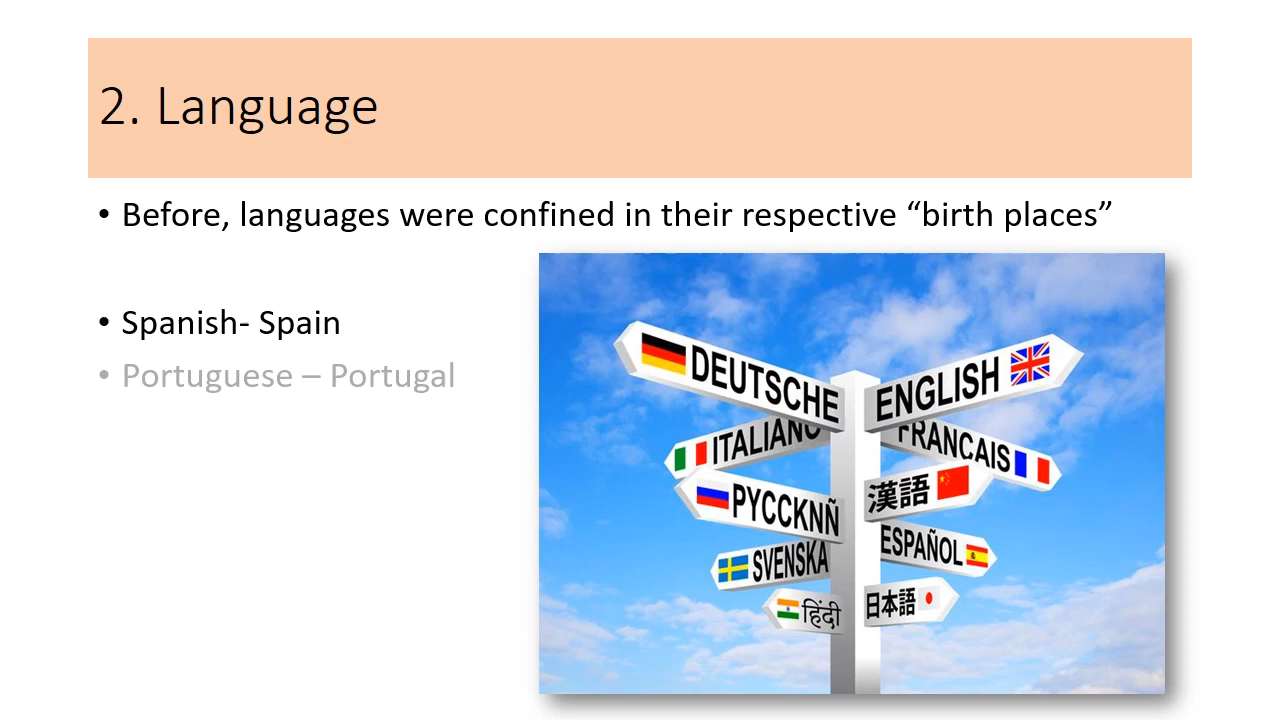 2. Language
• Before, languages were confined in their respective “birth places”
• Spanish- Spain
• Portuguese – Portugal
DEUTSCHE
ENGLISH
ITALIANO
FRANCAIS
PYCCKNÑ
漢語
SVENSKA
ESPAÑOL
हिंदी
日本語